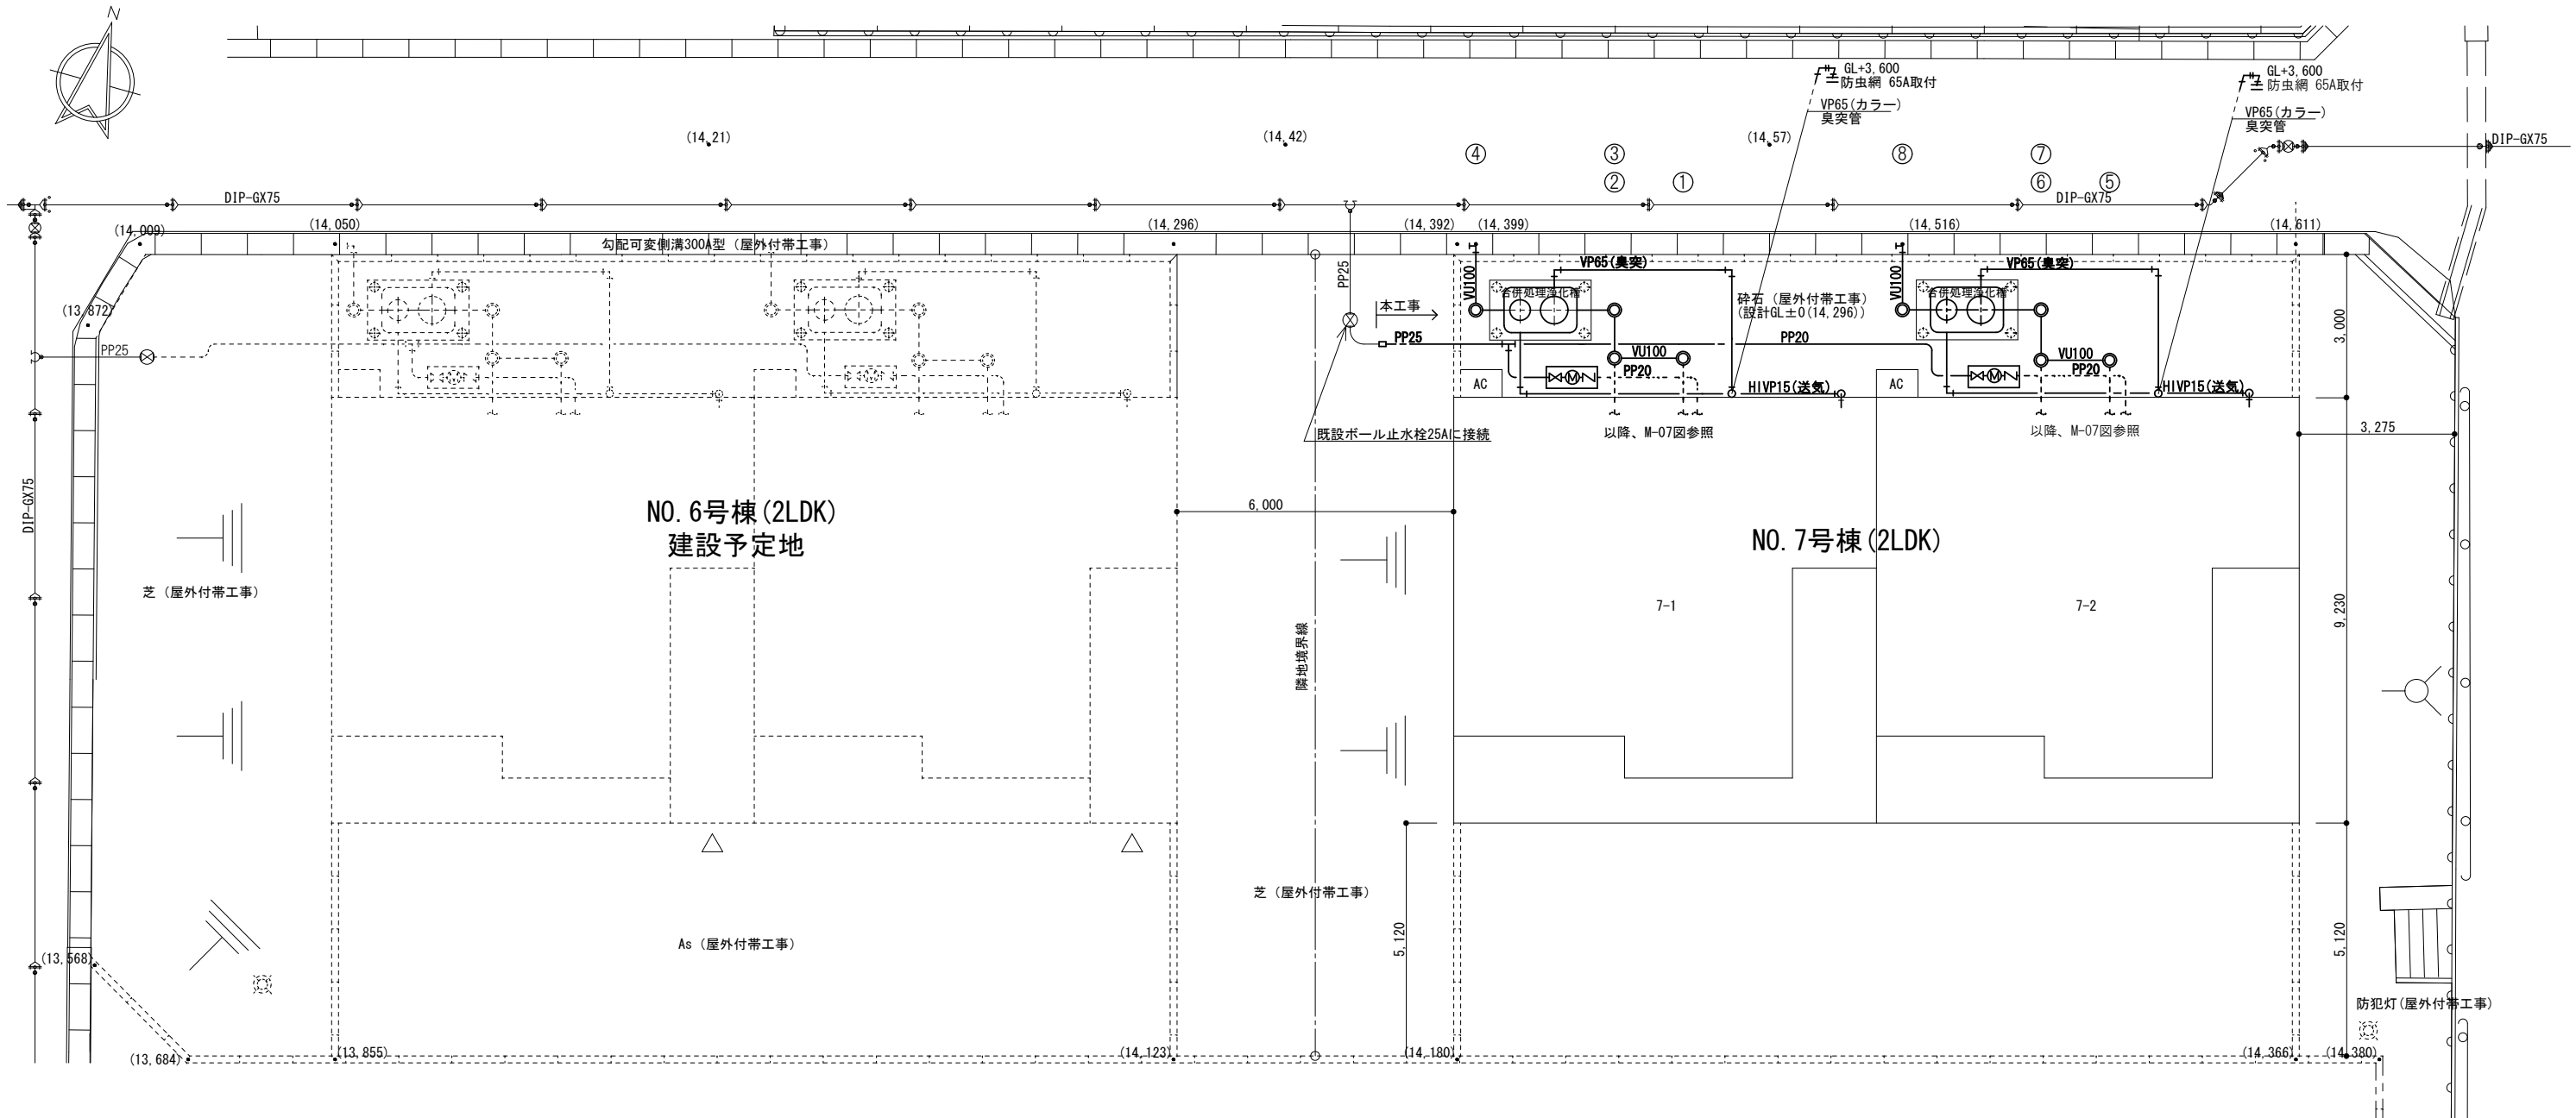 N
GL+3,600
防虫網 65A取付
VP65(カラー)
臭突管
GL+3,600
防虫網 65A取付
VP65(カラー)
臭突管
(14,21)
(14,42)
(14,57)
DIP-GX75
④
③
⑧
⑦
②
①
⑥
⑤
DIP-GX75
DIP-GX75
(14,009)
(14,050)
(14,296)
(14,392)
(14,399)
(14,516)
(14,611)
勾配可変側溝300A型（屋外付帯工事）
VP65(臭突)
VP65(臭突)
PP25
VU100
VU100
合併処理浄化槽
合併処理浄化槽
砕石（屋外付帯工事）
(設計GL±0(14,296))
(13,872)
本工事
3,000
PP25
PP25
PP20
VU100
VU100
PP20
PP20
M
M
AC
AC
HIVP15(送気)
HIVP15(送気)
既設ボール止水栓25Aに接続
以降、M-07図参照
以降、M-07図参照
3,275
DIP-GX75
6,000
NO.6号棟(2LDK)
建設予定地
NO.7号棟(2LDK)
芝（屋外付帯工事）
7-1
7-2
9,230
隣地境界線
芝（屋外付帯工事）
As（屋外付帯工事）
5,120
5,120
(13,568)
防犯灯(屋外付帯工事)
(13,684)
(13,855)
(14,123)
(14,180)
(14,366)
(14,380)